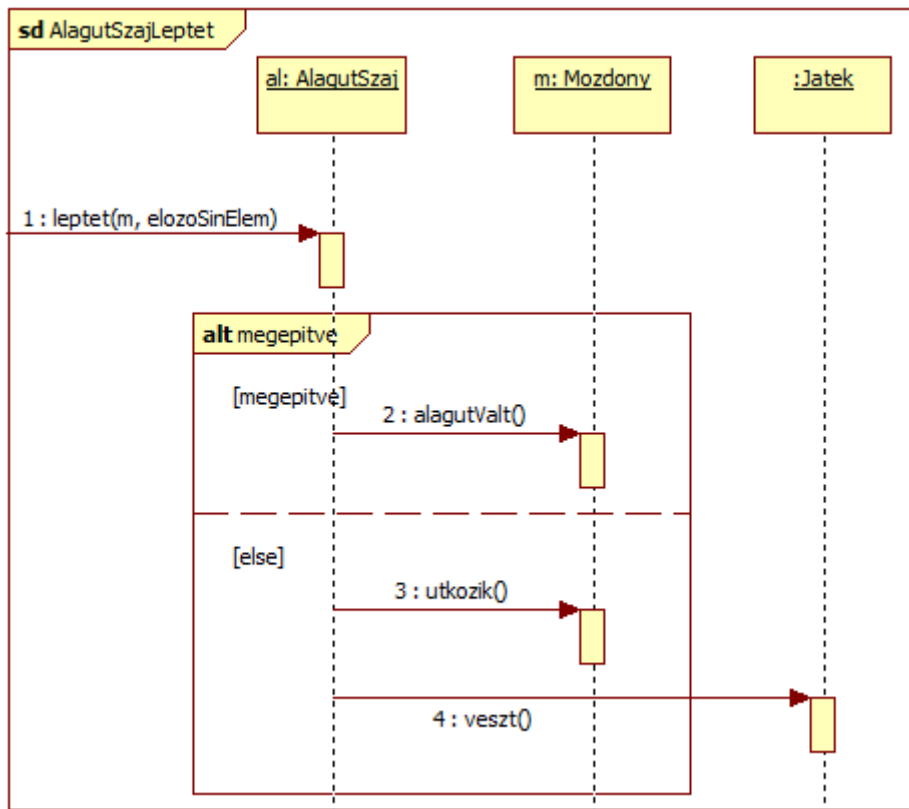 sd AlagutSzajLeptet
al: AlagutSzaj
m: Mozdony
:Jatek
1 : leptet(m, elozoSinElem)
alt megepitve
[megepitve]
2 : alagutValt()
[else]
3 : utkozik()
4 : veszt()